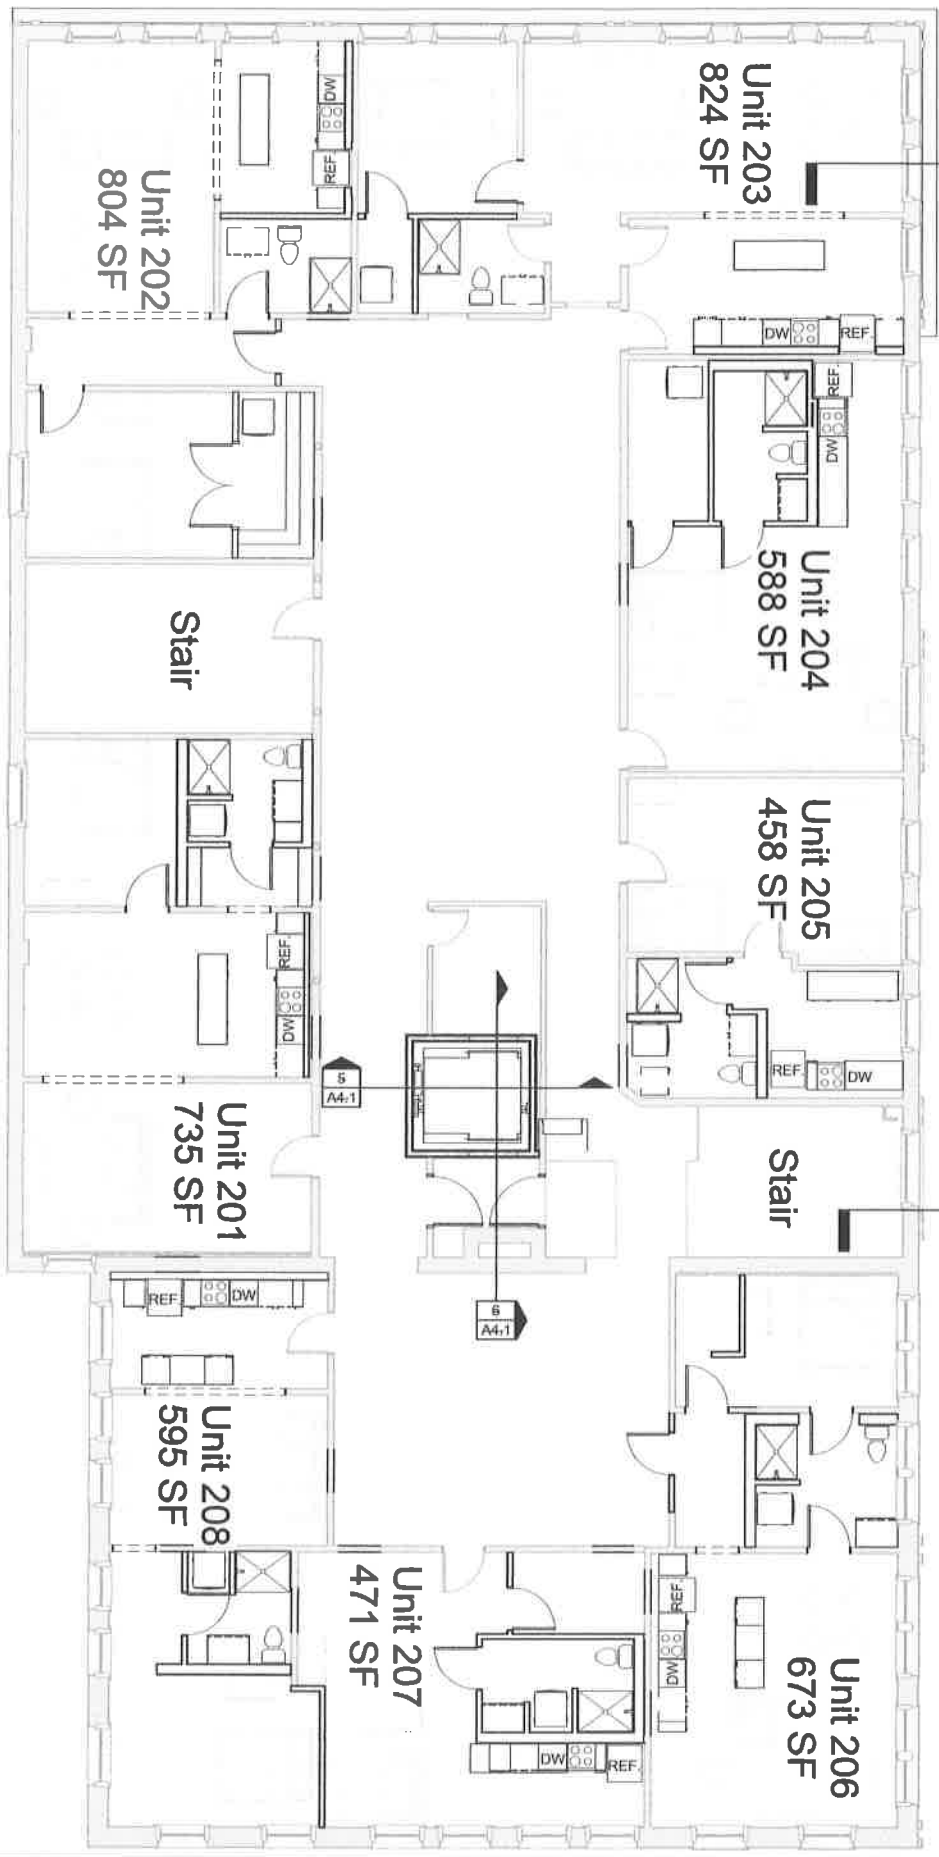 Unit 203
824 SF
DW
REF.
Unit 202
804 SF
DW
REF.
DW
REF.
REF.
DW
Unit 204
588 SF
Stair
Unit 205
458 SF
REF.
DW
REF.
DW
5
A4.1
Unit 201
735 SF
Stair
6
A4.1
REF.
DW
Unit 208
595 SF
Unit 207
471 SF
DW
REF.
REF.
DW
Unit 206
673 SF